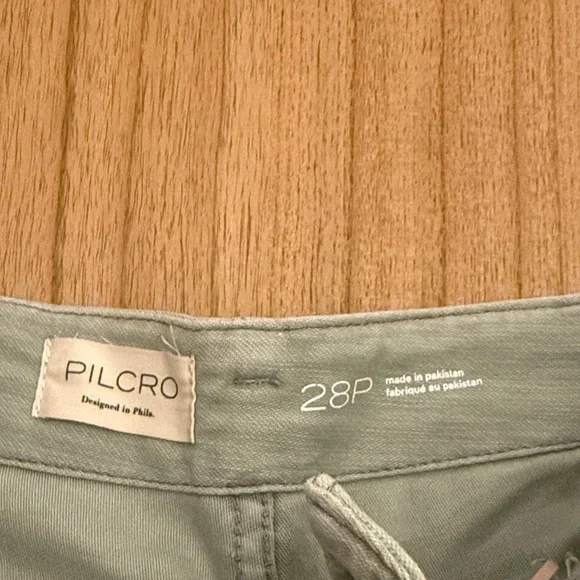 PILCRO
Designed in Phila.
28P
made in pakistan
fabriqué au pakistan